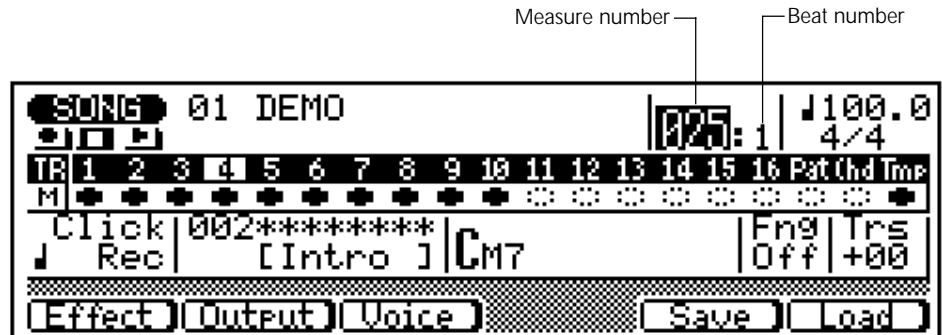 Measure number Beat number
SONG 01 DEMO 025:1 ♩100.0
4/4
TR 1 2 3 4 5 6 7 8 9 10 11 12 13 14 15 16 Pat Chd Tmp
M
Click 002******** CM7 Fng Trs
♩ Rec [Intro ] Off +00
Effect Output Voice Save Load